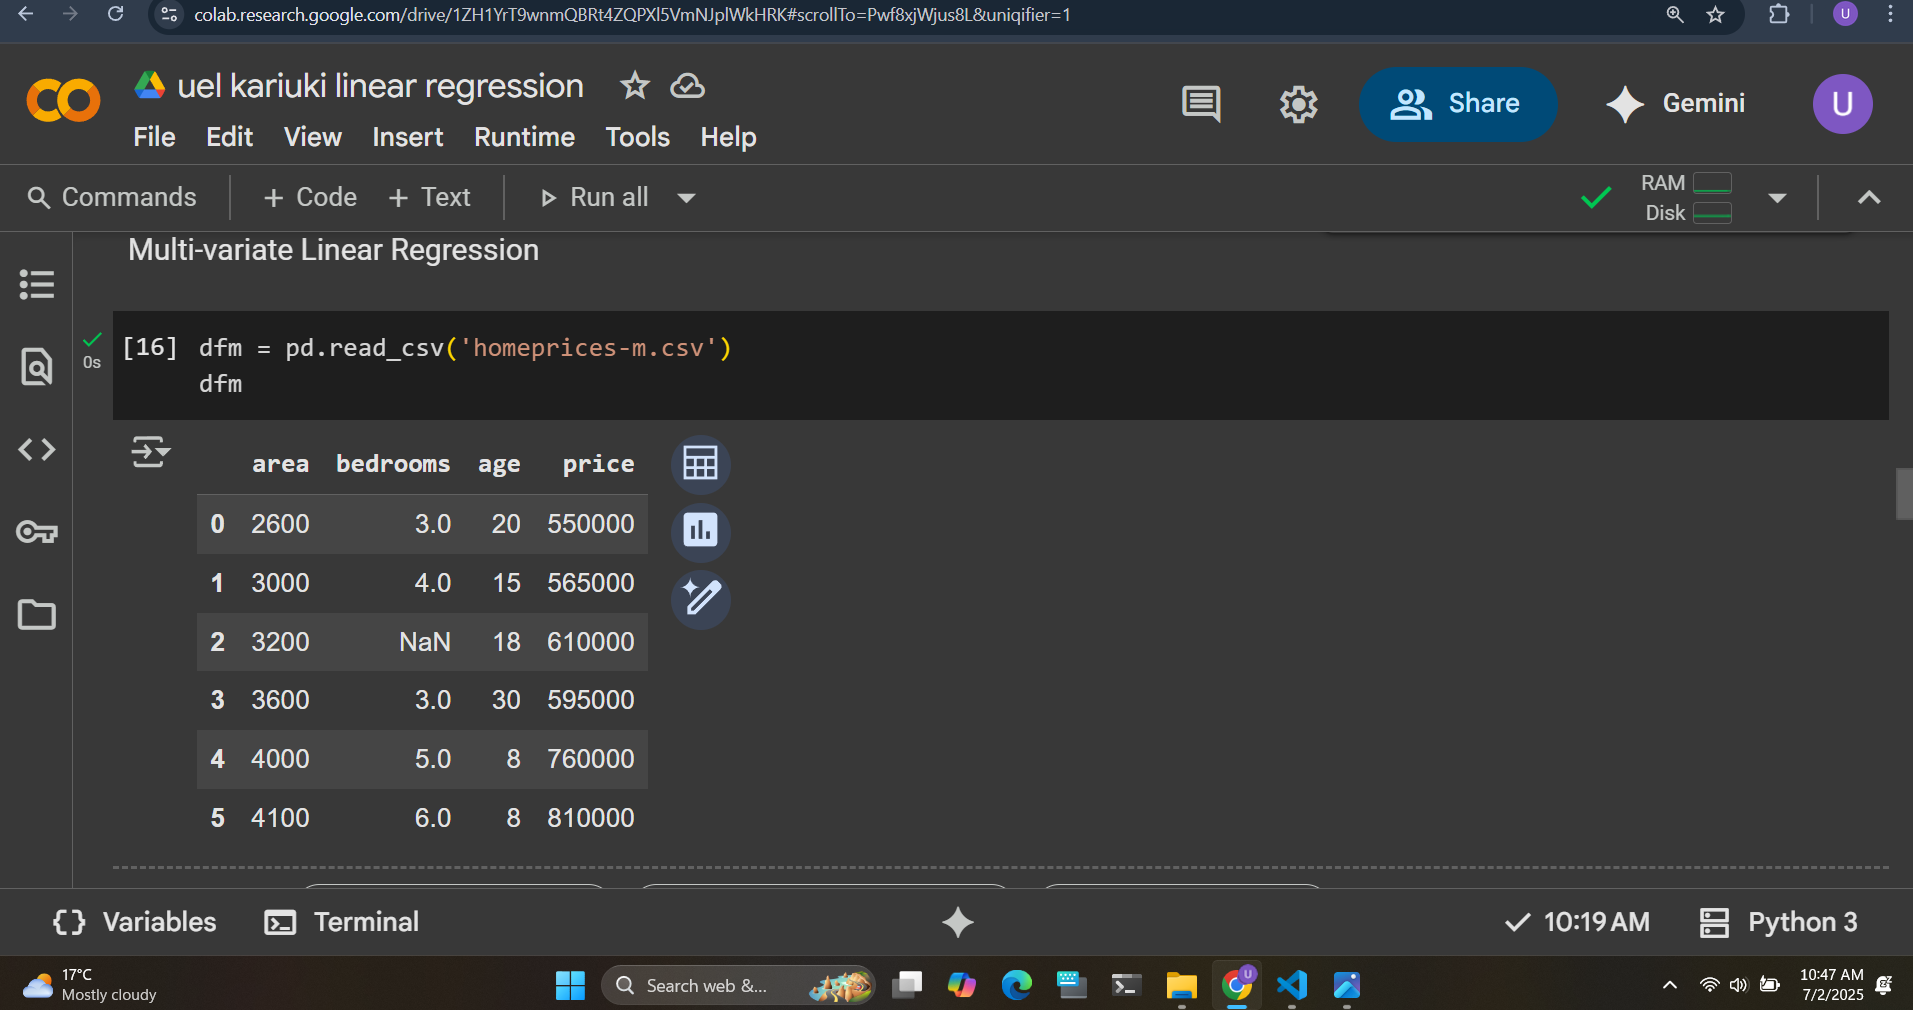 colab.research.google.com/drive/1ZH1YrT9wnmQBRt4ZQPXl5VmNJplWkHRK#scrollTo=Pwf8xjWjus8L&uniqifier=1
U
uel kariuki linear regression
File Edit View Insert Runtime Tools Help
Share
Gemini
U
Commands + Code + Text Run all
RAM
Disk
Multi-variate Linear Regression
0s
[16] dfm = pd.read_csv('homeprices-m.csv')
dfm
area bedrooms age price
0 2600 3.0 20 550000
1 3000 4.0 15 565000
2 3200 NaN 18 610000
3 3600 3.0 30 595000
4 4000 5.0 8 760000
5 4100 6.0 8 810000
{} Variables Terminal
10:19 AM Python 3
17°C
Mostly cloudy
Search web &...
U
10:47 AM
7/2/2025